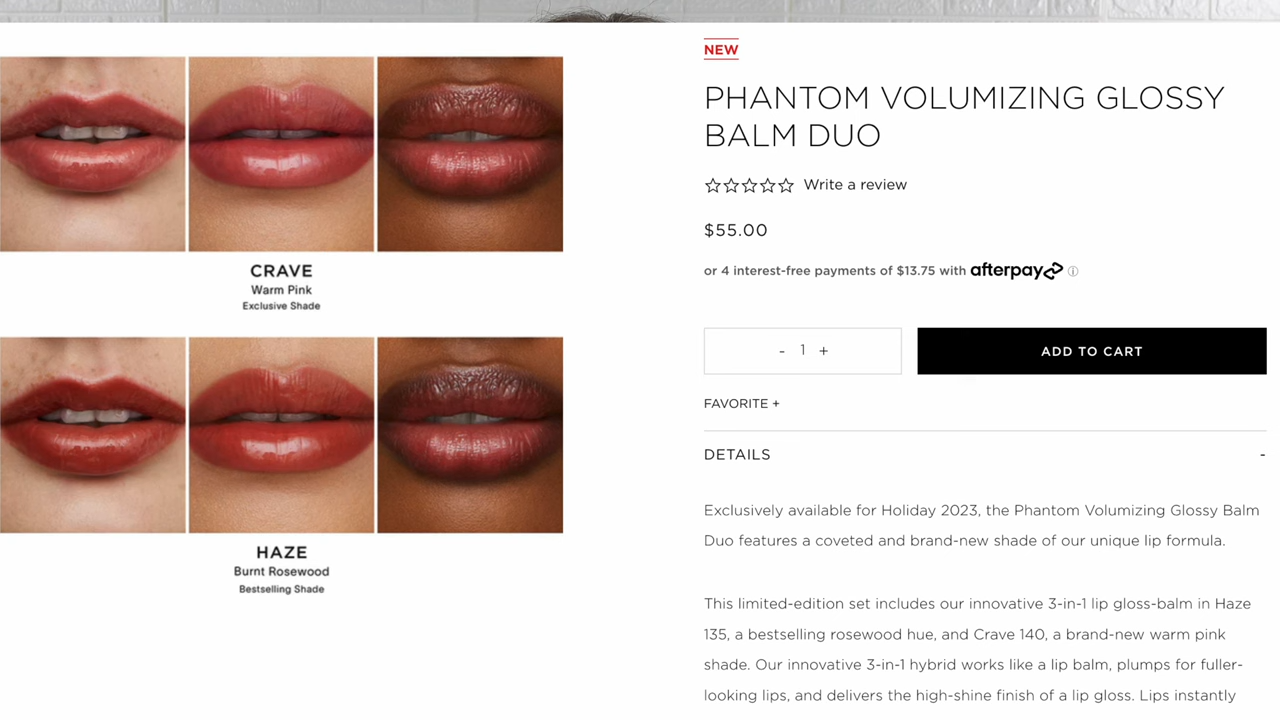 NEW
PHANTOM VOLUMIZING GLOSSY
BALM DUO
Write a review
$55.00
or 4 interest-free payments of $13.75 with afterpay
- 1 +
ADD TO CART
FAVORITE +
DETAILS -
Exclusively available for Holiday 2023, the Phantom Volumizing Glossy Balm
Duo features a coveted and brand-new shade of our unique lip formula.
This limited-edition set includes our innovative 3-in-1 lip gloss-balm in Haze
135, a bestselling rosewood hue, and Crave 140, a brand-new warm pink
shade. Our innovative 3-in-1 hybrid works like a lip balm, plumps for fuller-
looking lips, and delivers the high-shine finish of a lip gloss. Lips instantly
CRAVE
Warm Pink
Exclusive Shade
HAZE
Burnt Rosewood
Bestselling Shade